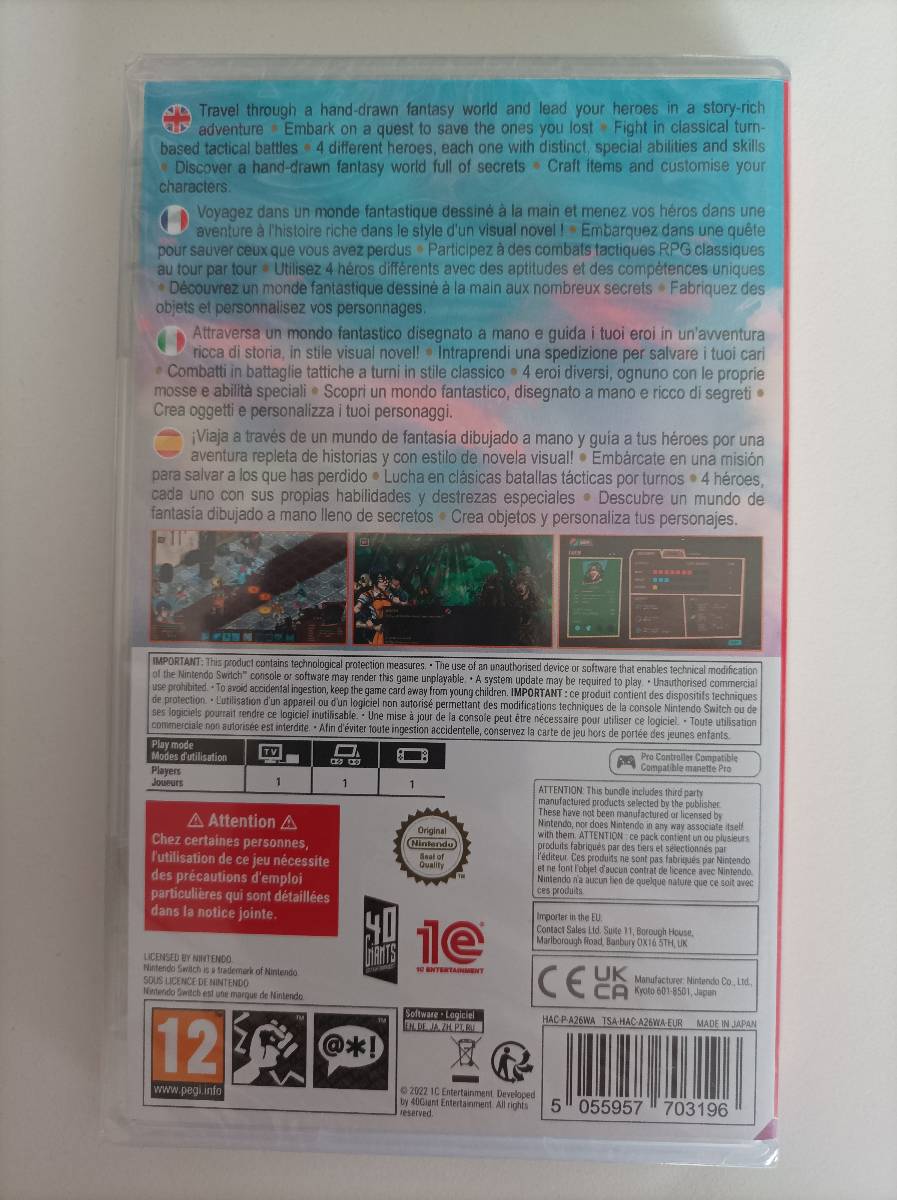 Travel through a hand-drawn fantasy world and lead your heroes in a story-rich
adventure • Embark on a quest to save the ones you lost • Fight in classical turn-
based tactical battles • 4 different heroes, each one with distinct, special abilities and skills
• Discover a hand-drawn fantasy world full of secrets • Craft items and customise your
characters.
Voyagez dans un monde fantastique dessiné à la main et menez vos héros dans une
aventure à l'histoire riche dans le style d'un visual novel ! • Embarquez dans une quête
pour sauver ceux que vous avez perdus • Participez à des combats tactiques RPG classiques
au tour par tour • Utilisez 4 héros différents avec des aptitudes et des compétences uniques
• Découvrez un monde fantastique dessiné à la main aux nombreux secrets • Fabriquez des
objets et personnalisez vos personnages.
Attraversa un mondo fantastico disegnato a mano e guida i tuoi eroi in un'avventura
ricca di storia, in stile visual novel! • Intraprendi una spedizione per salvare i tuoi cari
• Combatti in battaglie tattiche a turni in stile classico • 4 eroi diversi, ognuno con le proprie
mosse e abilità speciali • Scopri un mondo fantastico, disegnato a mano e ricco di segreti •
Crea oggetti e personalizza i tuoi personaggi.
¡Viaja a través de un mundo de fantasía dibujado a mano y guía a tus héroes por una
aventura repleta de historias y con estilo de novela visual! • Embárcate en una misión
para salvar a los que has perdido • Lucha en clásicas batallas tácticas por turnos • 4 héroes,
cada uno con sus propias habilidades y destrezas especiales • Descubre un mundo de
fantasía dibujado a mano lleno de secretos • Crea objetos y personaliza tus personajes.
IMPORTANT: This product contains technological protection measures. • The use of an unauthorised device or software that enables technical modification
of the Nintendo Switch™ console or software may render this game unplayable. • A system update may be required to play. • Unauthorised commercial
use prohibited. • To avoid accidental ingestion, keep the game card away from young children. IMPORTANT : ce produit contient des dispositifs techniques
de protection. • L'utilisation d'un appareil ou d'un logiciel non autorisé permettant des modifications techniques de la console Nintendo Switch ou de
ses logiciels pourrait rendre ce logiciel inutilisable. • Une mise à jour de la console peut être nécessaire pour utiliser ce logiciel. • Toute utilisation
commerciale non autorisée est interdite. • Afin d'éviter toute ingestion accidentelle, conservez la carte de jeu hors de portée des jeunes enfants.
Play mode
Modes d'utilisation
TV
Players
Joueurs
1 1 1
Pro Controller Compatible
Compatible manette Pro
ATTENTION: This bundle includes third party
manufactured products selected by the publisher.
These have not been manufactured or licensed by
Nintendo, nor does Nintendo in any way associate itself
with them. ATTENTION : ce pack contient un ou plusieurs
produits fabriqués par des tiers et sélectionnés par
l'éditeur. Ces produits ne sont pas fabriqués par Nintendo
et ne font l'objet d'aucun contrat de licence avec Nintendo.
Nintendo n'a aucun lien de quelque nature que ce soit avec
ces produits.
Attention
Chez certaines personnes,
l'utilisation de ce jeu nécessite
des précautions d'emploi
particulières qui sont détaillées
dans la notice jointe.
Original
Nintendo
Seal of
Quality
TM
40
GIANTS
1C
1C ENTERTAINMENT
Importer in the EU:
Contact Sales Ltd. Suite 11, Borough House,
Marlborough Road, Banbury OX16 5TH, UK
CE UK
CA
Manufacturer: Nintendo Co., Ltd.,
Kyoto 601-8501, Japan
LICENSED BY NINTENDO.
Nintendo Switch is a trademark of Nintendo.
SOUS LICENCE DE NINTENDO
Nintendo Switch est une marque de Nintendo.
12
www.pegi.info
TM
@*!
TM
Software • Logiciel
EN, DE, JA, ZH, PT, RU
© 2022 1C Entertainment. Developed
by 40Giant Entertainment. All rights
reserved.
HAC-P-A26WA TSA-HAC-A26WA-EUR MADE IN JAPAN
5 055957 703196